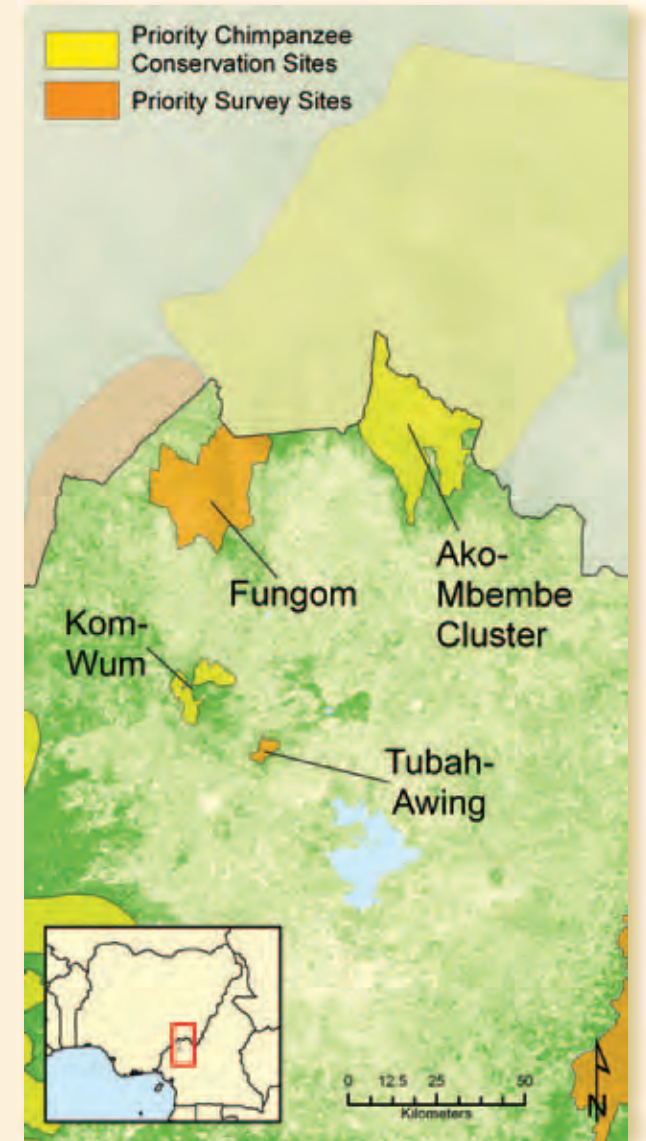 Priority Chimpanzee
Conservation Sites
Priority Survey Sites
Fungom
Ako-
Mbembe
Cluster
Kom-
Wum
Tubah-
Awing
0 12.5 25 50
Kilometers
N